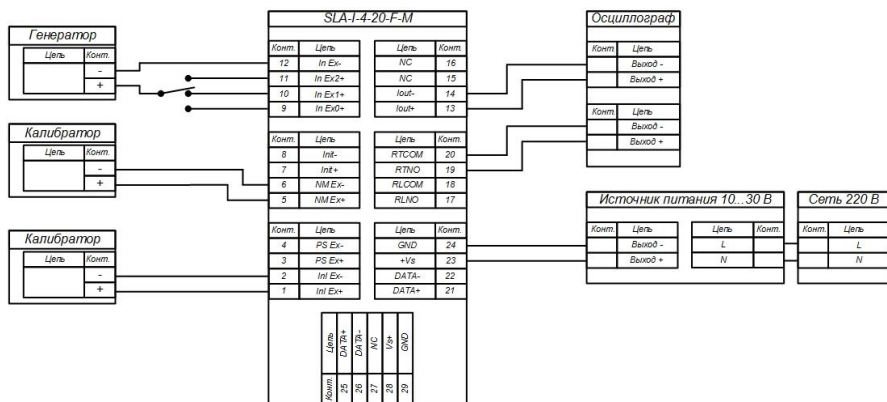 SLA-I-4-20-F-M
Генератор
Цепь Конт.
-
+
Калибратор
Цепь Конт.
-
+
Калибратор
Цепь Конт.
-
+
Конт. Цепь Цепь Конт.
12 In Ex- NC 16
11 In Ex2+ NC 15
10 In Ex1+ Iout- 14
9 In Ex0+ Iout+ 13
Конт. Цепь Цепь Конт.
8 Init- RTCOM 20
7 Init+ RTNO 19
6 NM Ex- RLCOM 18
5 NM Ex+ RLNO 17
Конт. Цепь Цепь Конт.
4 PS Ex- GND 24
3 PS Ex+ +Vs 23
2 InI Ex- DATA- 22
1 InI Ex+ DATA+ 21
Цепь DATA+ DATA- NC Vs+ GND
Конт. 25 26 27 28 29
Осциллограф
Конт. Цепь
Выход -
Выход +
Конт. Цепь
Выход -
Выход +
Источник питания 10...30 В
Конт. Цепь Цепь Конт.
Выход - L
Выход + N
Сеть 220 В
Конт. Цепь
L
N